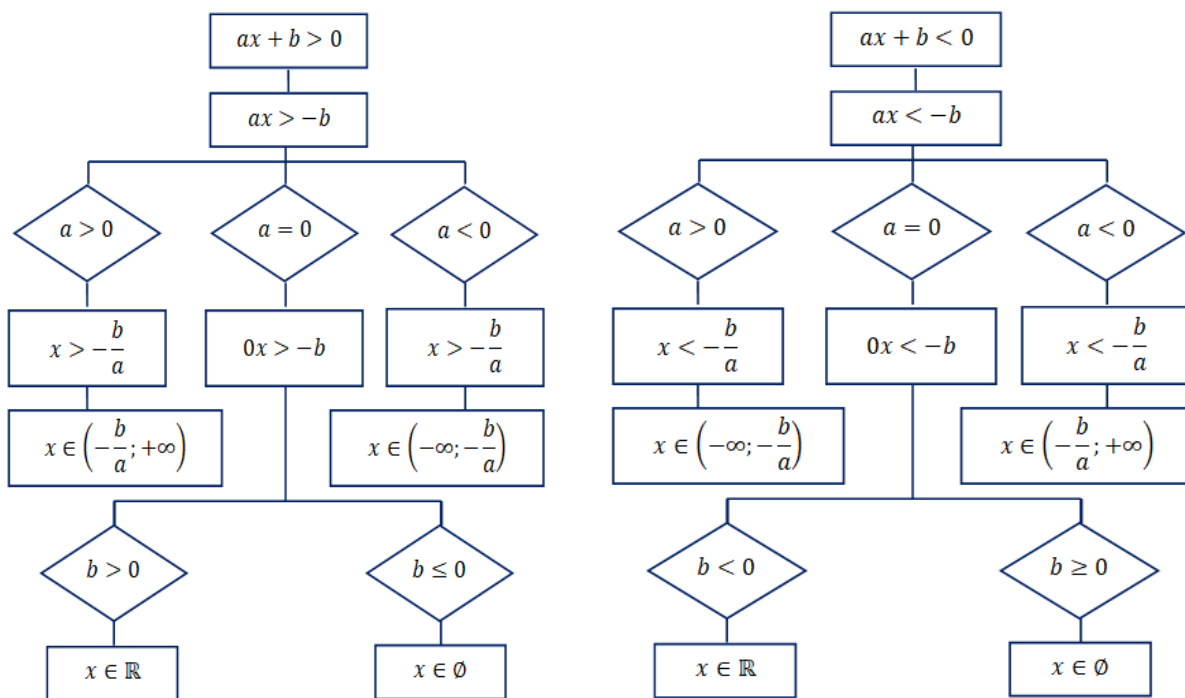 ax + b > 0
ax > −b
a > 0
a = 0
a < 0
x > −b/a
0x > −b
x > −b/a
x ∈ (−b/a; +∞)
x ∈ (−∞; −b/a)
b > 0
b ≤ 0
x ∈ ℝ
x ∈ ∅
ax + b < 0
ax < −b
a > 0
a = 0
a < 0
x < −b/a
0x < −b
x < −b/a
x ∈ (−∞; −b/a)
x ∈ (−b/a; +∞)
b < 0
b ≥ 0
x ∈ ℝ
x ∈ ∅